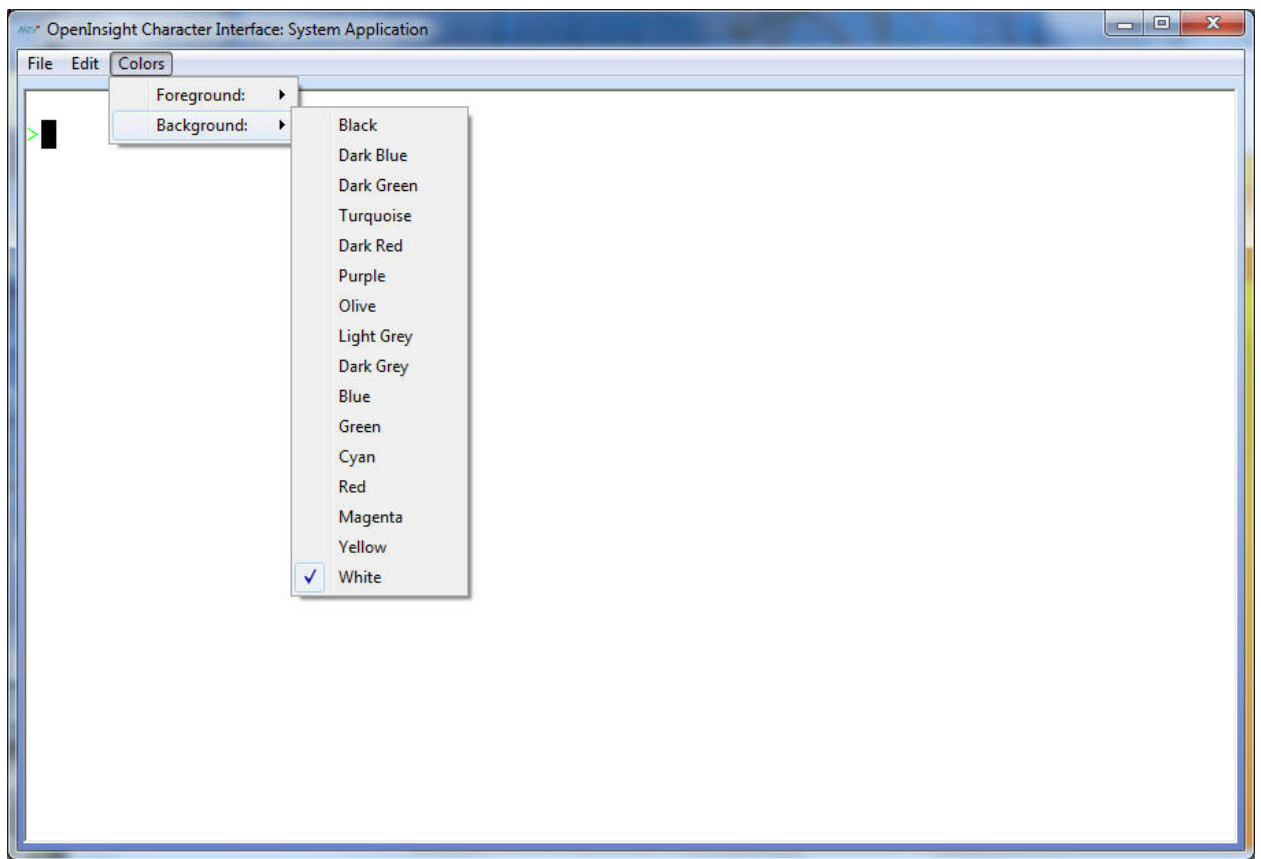 OpenInsight Character Interface: System Application
File Edit Colors
Foreground:
Background:
>
Black
Dark Blue
Dark Green
Turquoise
Dark Red
Purple
Olive
Light Grey
Dark Grey
Blue
Green
Cyan
Red
Magenta
Yellow
White